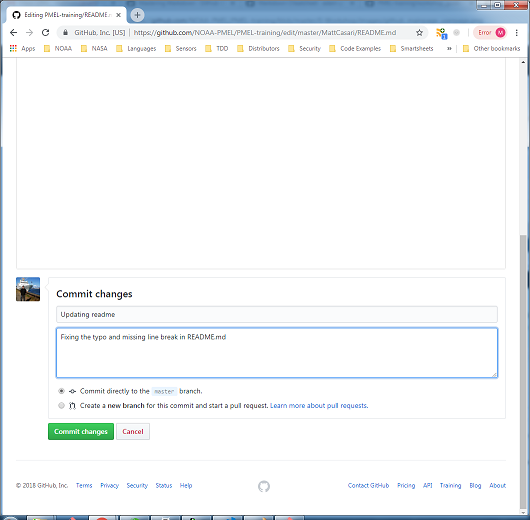 Editing PMEL-training/README.
GitHub, Inc. [US] | https://github.com/NOAA-PMEL/PMEL-training/edit/master/MattCasari/README.md
Error M
Apps NOAA NASA Languages Sensors TDD Distributors Security Code Examples Smartsheets » Other bookmarks
Commit changes
Updating readme
Fixing the typo and missing line break in README.md
Commit directly to the master branch.
Create a new branch for this commit and start a pull request. Learn more about pull requests.
Commit changes Cancel
© 2018 GitHub, Inc. Terms Privacy Security Status Help Contact GitHub Pricing API Training Blog About